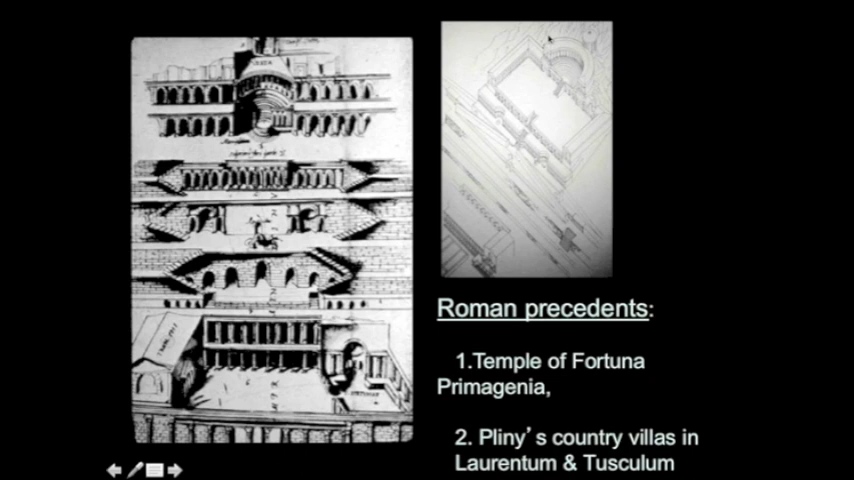 Roman precedents:
1.Temple of Fortuna
Primagenia,
2. Pliny's country villas in
Laurentum & Tusculum